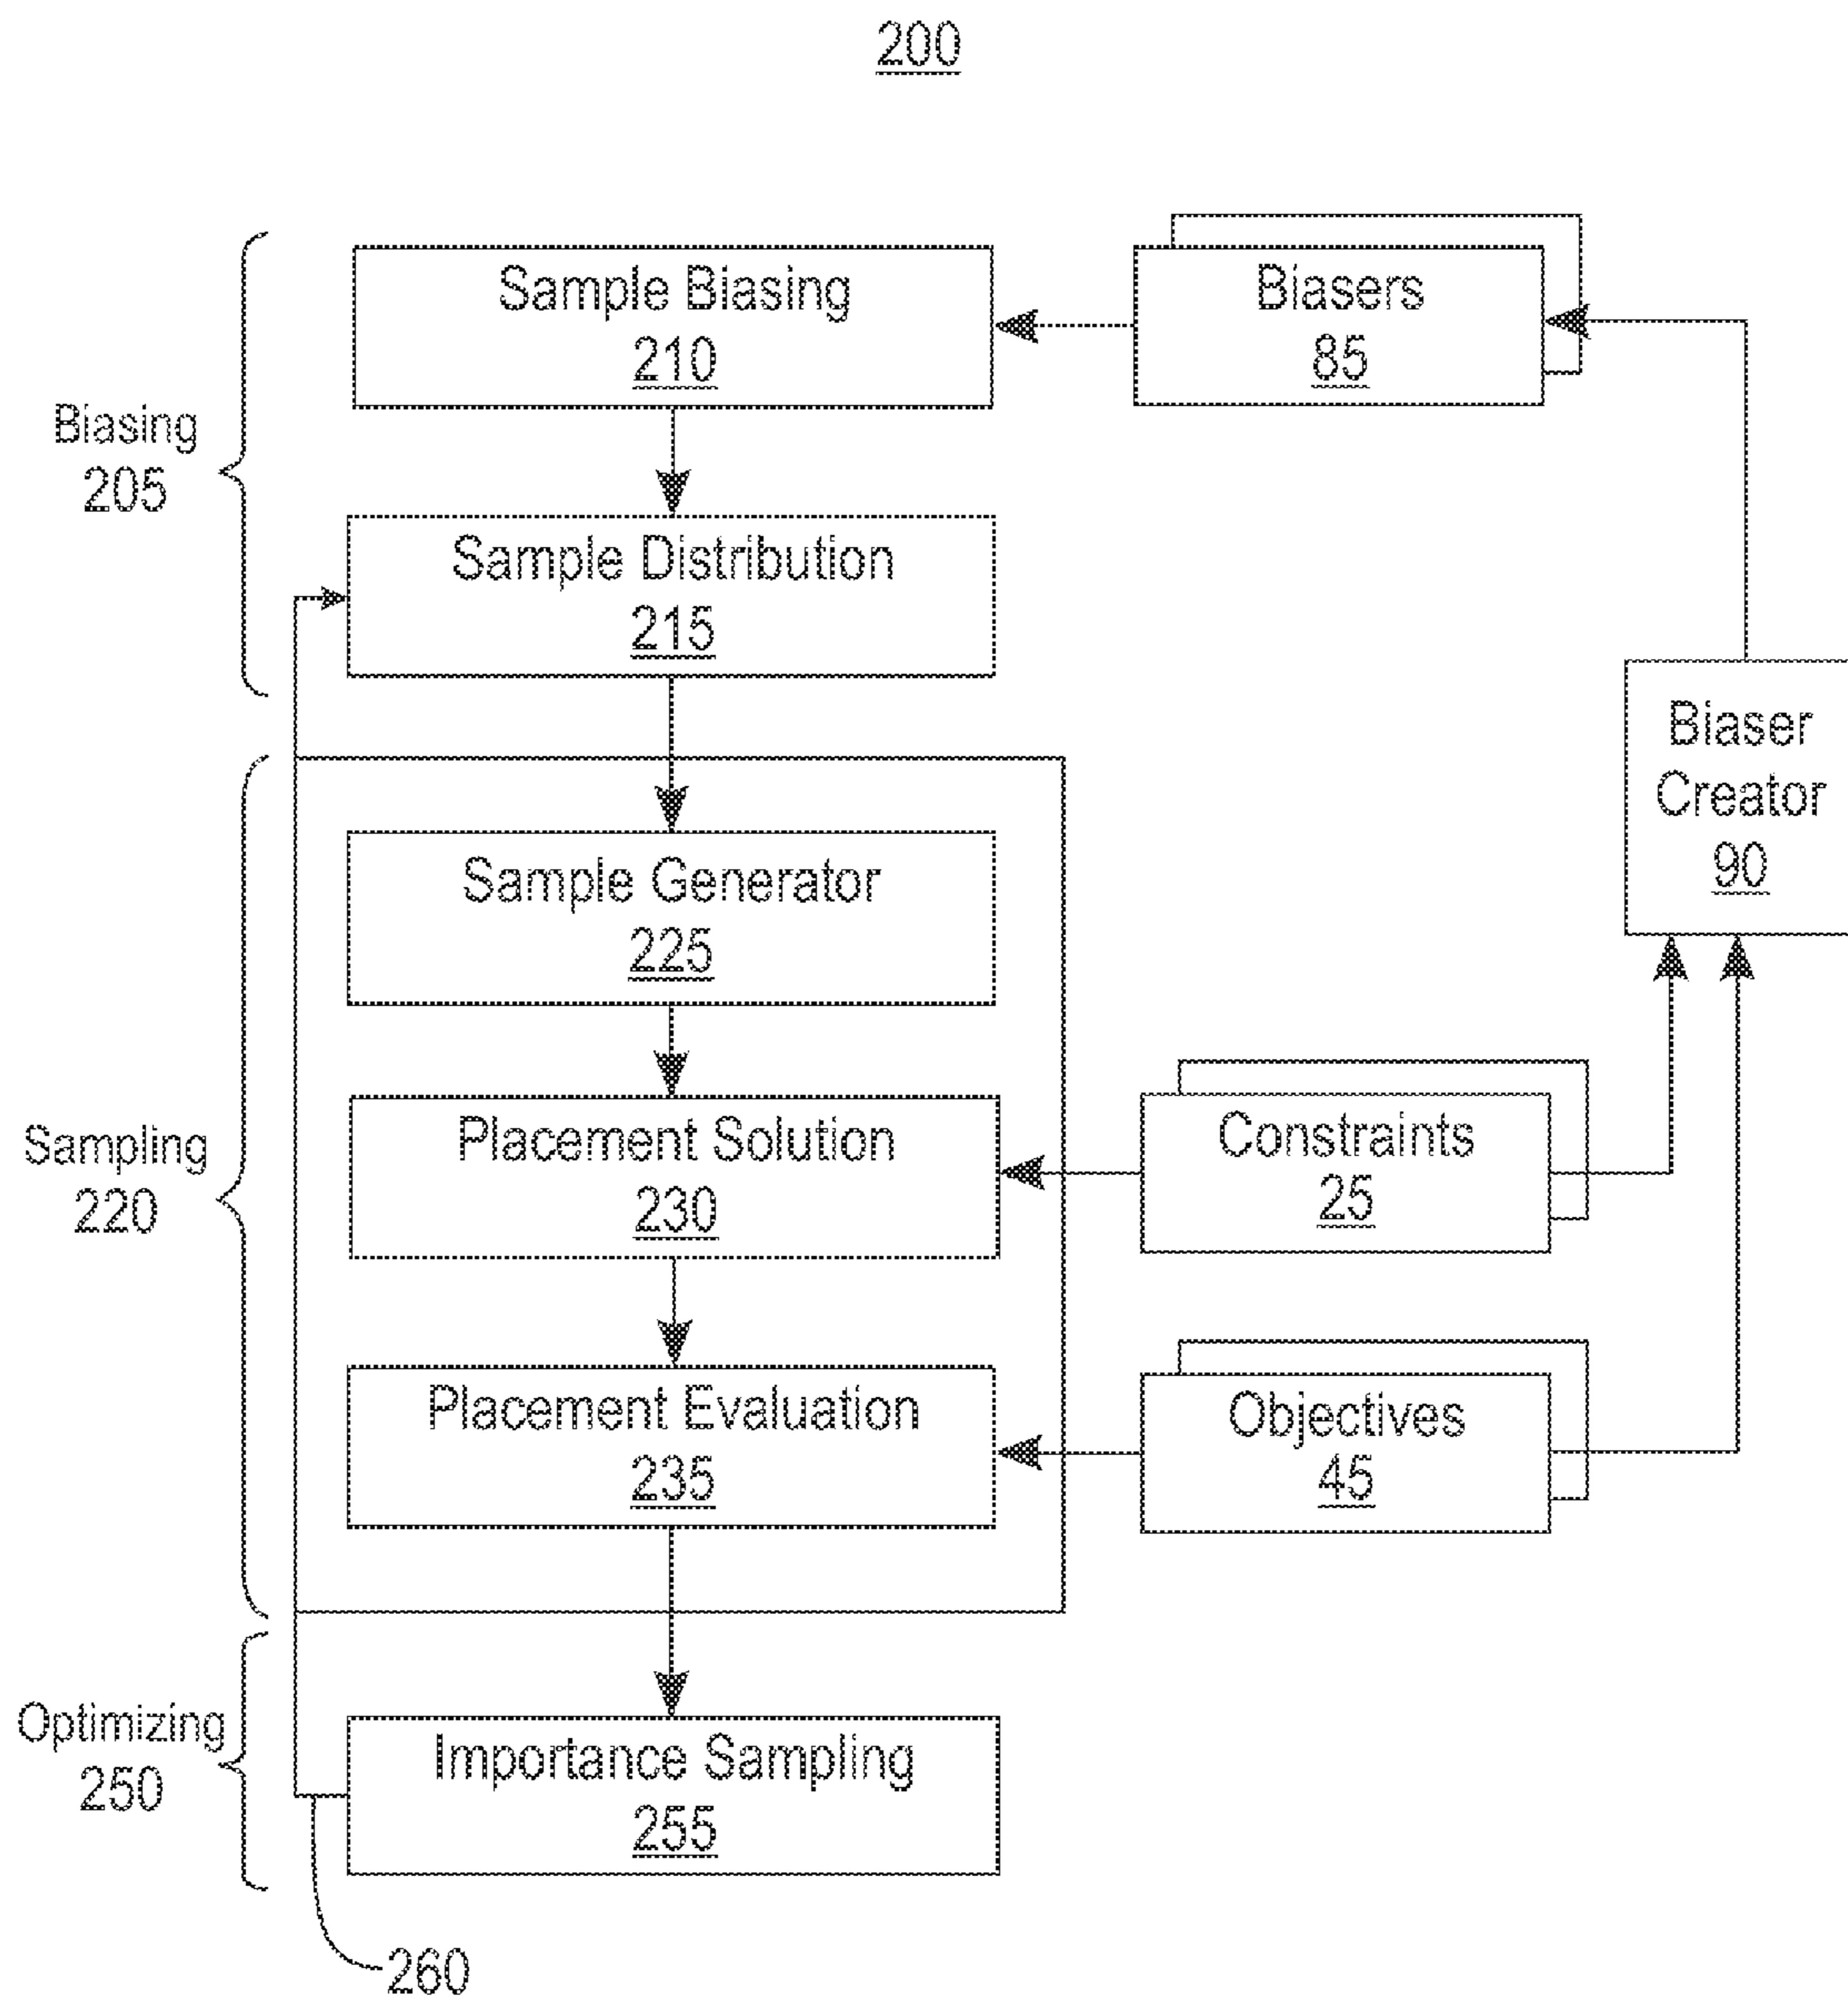 200
Sample Biasing
210
Biasers
85
Biasing
205
Sample Distribution
215
Biaser
Creator
90
Sample Generator
225
Sampling
220
Placement Solution
230
Constraints
25
Placement Evaluation
235
Objectives
45
Optimizing
250
Importance Sampling
255
260